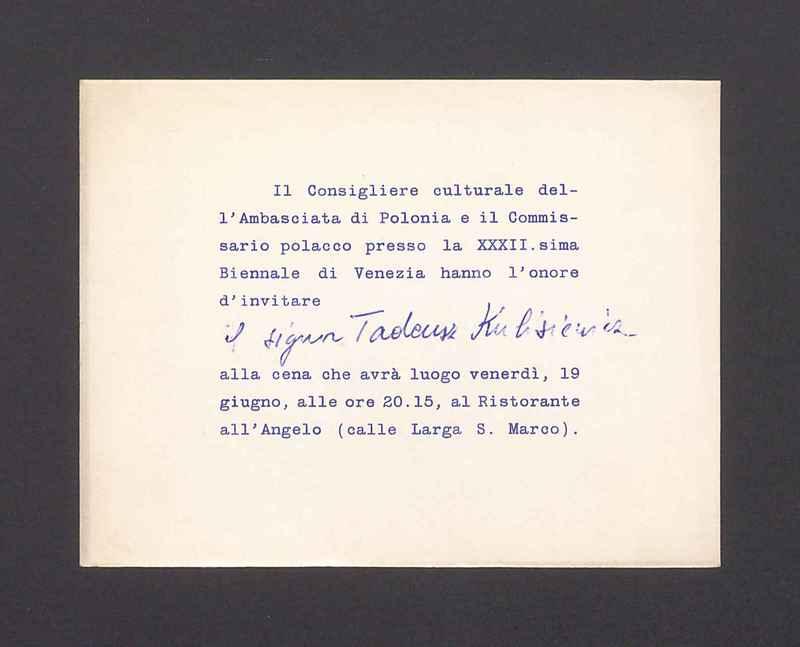 Il Consigliere culturale del-
l'Ambasciata di Polonia e il Commis-
sario polacco presso la XXXII.sima
Biennale di Venezia hanno l'onore
d'invitare
il signor Tadeusz Kulisiewicz
alla cena che avrà luogo venerdì, 19
giugno, alle ore 20.15, al Ristorante
all'Angelo (calle Larga S. Marco).